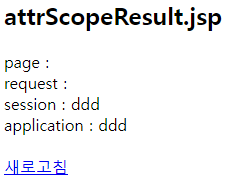 attrScopeResult.jsp
page :
request :
session : ddd
application : ddd
새로고침